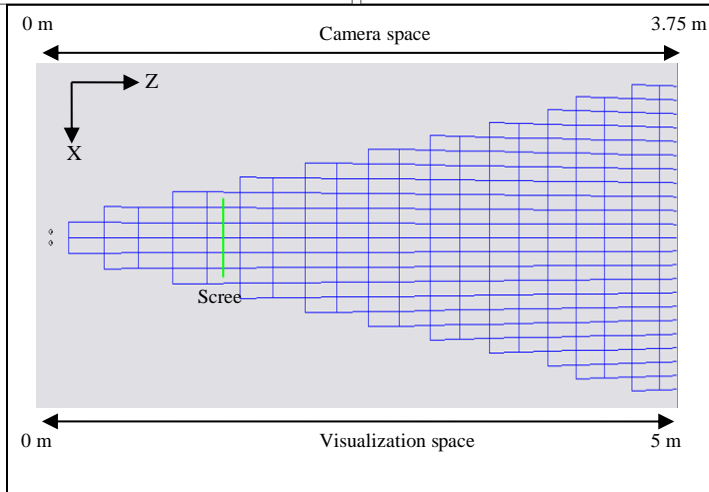 0 m 3.75 m
Camera space
Z
X
Scree
0 m Visualization space 5 m